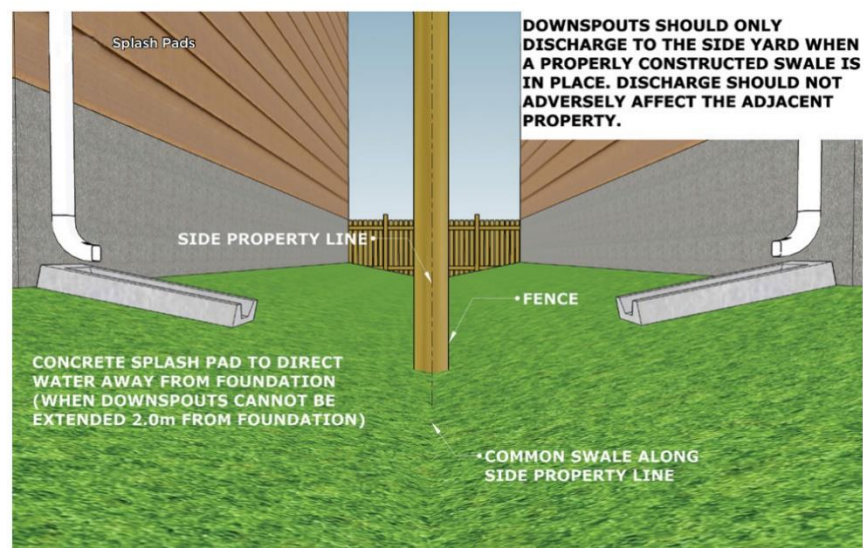 Splash Pads
DOWNSPOUTS SHOULD ONLY
DISCHARGE TO THE SIDE YARD WHEN
A PROPERLY CONSTRUCTED SWALE IS
IN PLACE. DISCHARGE SHOULD NOT
ADVERSELY AFFECT THE ADJACENT
PROPERTY.
SIDE PROPERTY LINE
FENCE
CONCRETE SPLASH PAD TO DIRECT
WATER AWAY FROM FOUNDATION
(WHEN DOWNSPOUTS CANNOT BE
EXTENDED 2.0m FROM FOUNDATION)
COMMON SWALE ALONG
SIDE PROPERTY LINE